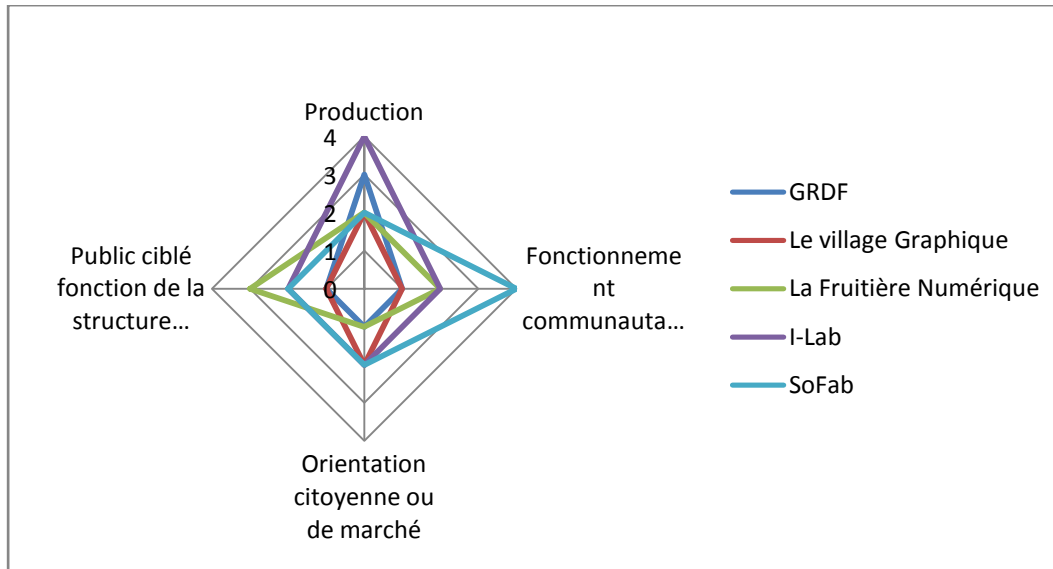 Production
4
3
2
1
0
Public ciblé
fonction de la
structure…
Fonctionneme
nt
communauta…
Orientation
citoyenne ou
de marché
GRDF
Le village Graphique
La Fruitière Numérique
I-Lab
SoFab